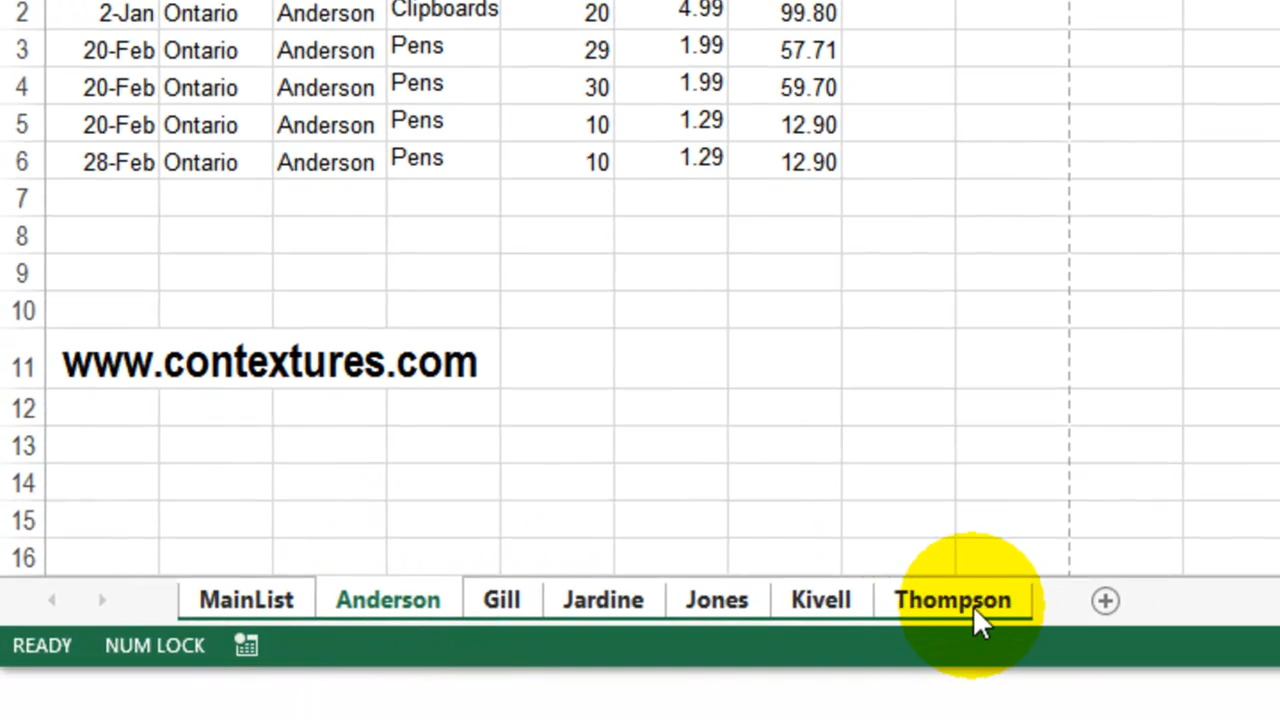 2 2-Jan Ontario Anderson Clipboards 20 4.99 99.80
3 20-Feb Ontario Anderson Pens 29 1.99 57.71
4 20-Feb Ontario Anderson Pens 30 1.99 59.70
5 20-Feb Ontario Anderson Pens 10 1.29 12.90
6 28-Feb Ontario Anderson Pens 10 1.29 12.90
7
8
9
10
11 www.contextures.com
12
13
14
15
16
MainList Anderson Gill Jardine Jones Kivell Thompson
READY NUM LOCK